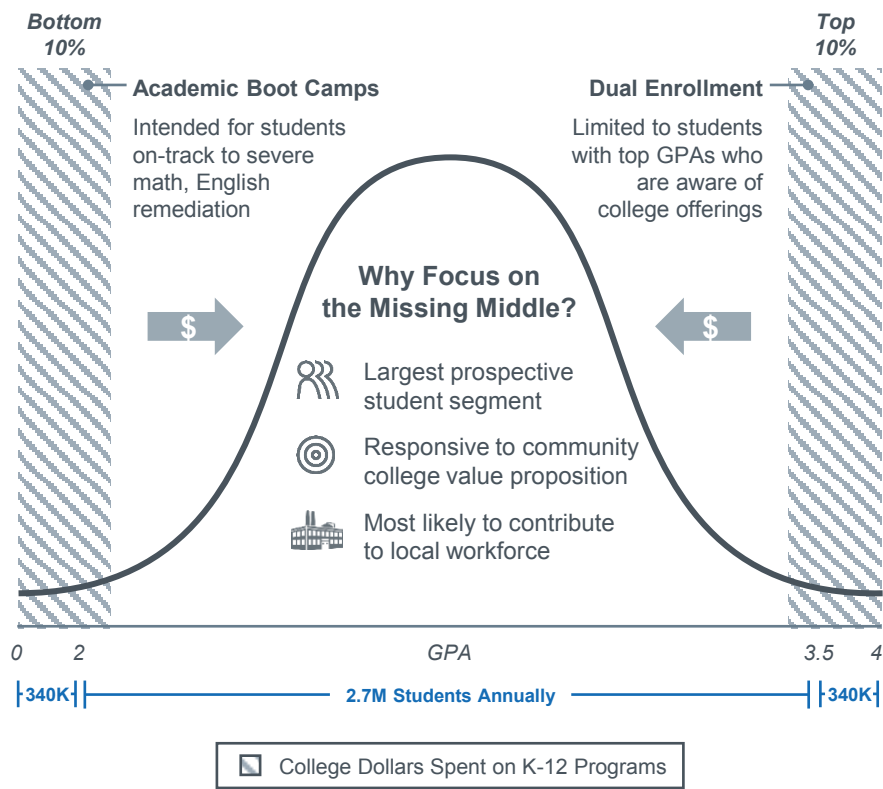 Bottom
10%
Top
10%
Academic Boot Camps
Intended for students
on-track to severe
math, English
remediation
Dual Enrollment
Limited to students
with top GPAs who
are aware of
college offerings
Why Focus on
the Missing Middle?
$
$
Largest prospective
student segment
Responsive to community
college value proposition
Most likely to contribute
to local workforce
0 2 GPA 3.5 4
340K 2.7M Students Annually 340K
College Dollars Spent on K-12 Programs